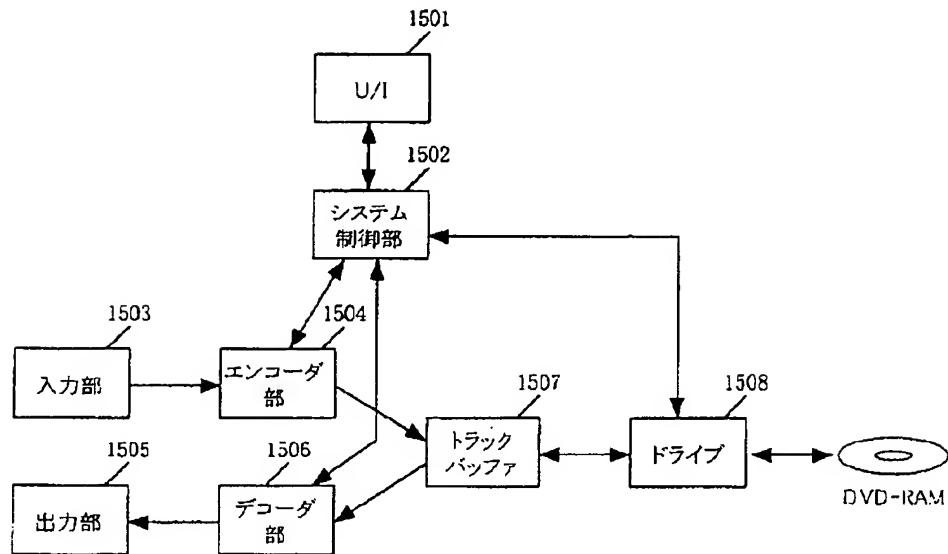 1501
U/I
1502
システム
制御部
1503
入力部
1504
エンコーダ
部
1507
トラック
バッファ
1508
ドライブ
DVD-RAM
1505
出力部
1506
デコーダ
部